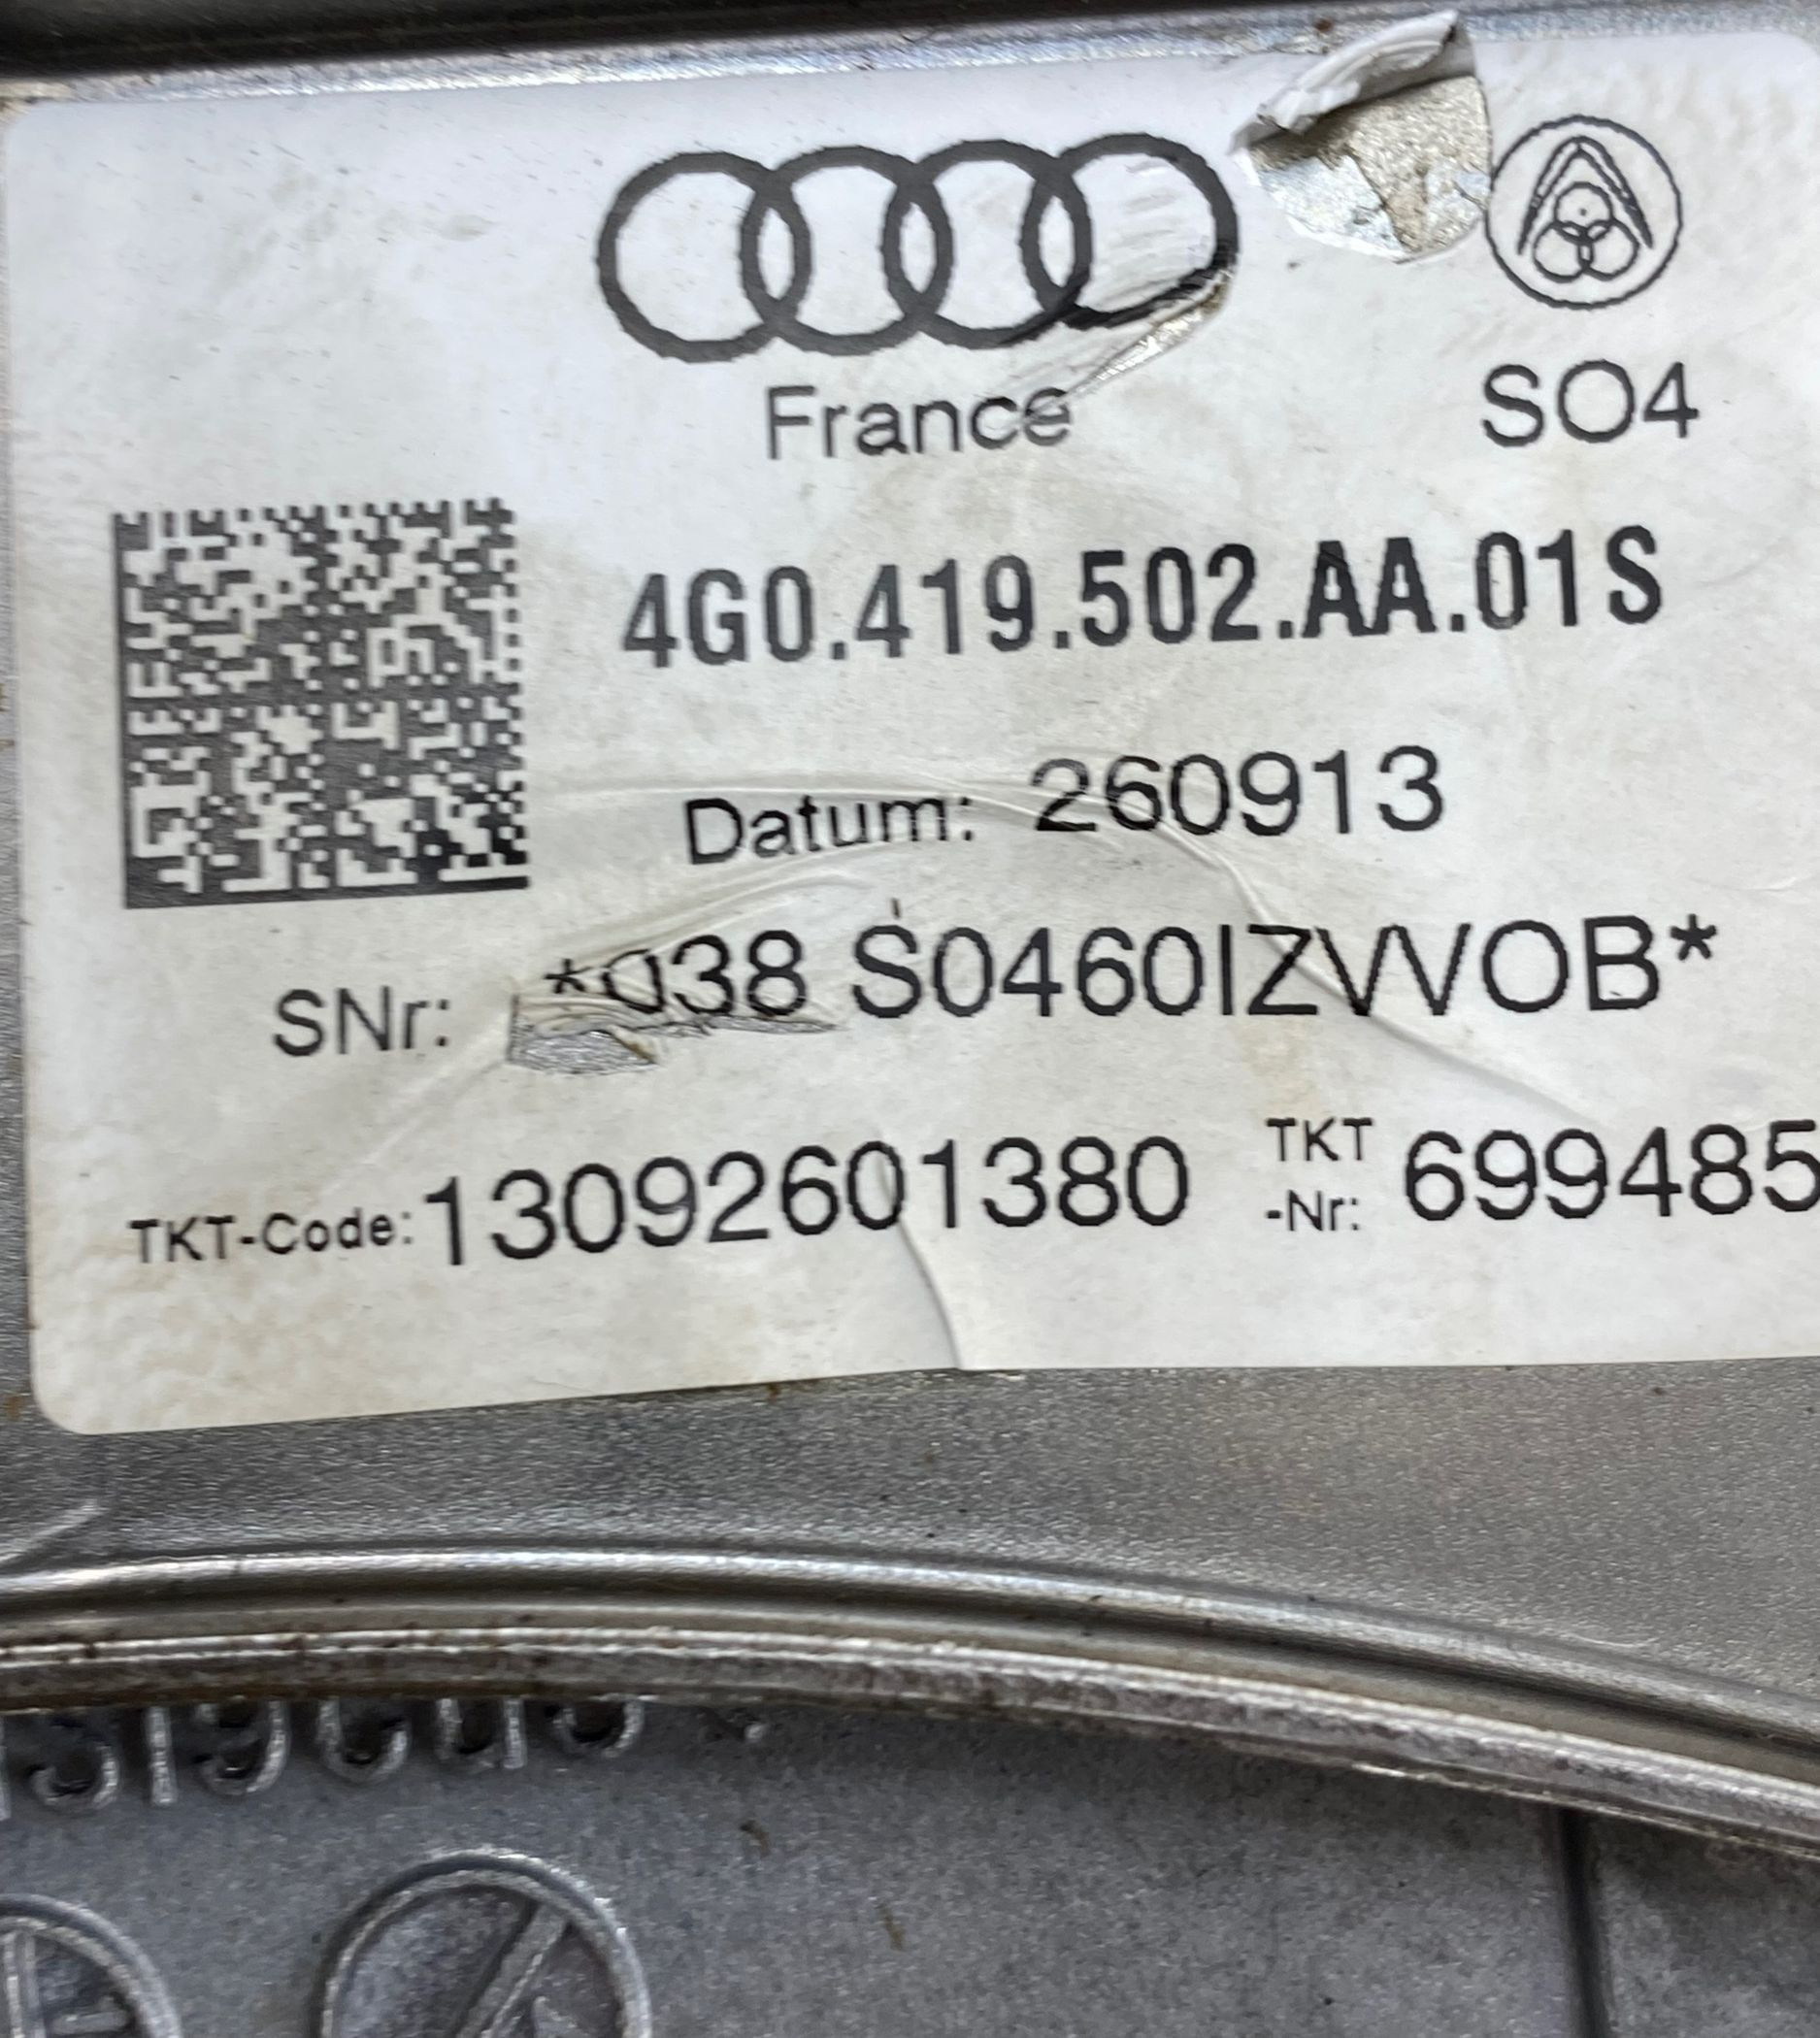 France
SO4
4G0.419.502.AA.01S
Datum: 260913
SNr: *038 S0460IZVVOB*
TKT-Code: 13092601380 TKT-Nr: 699485